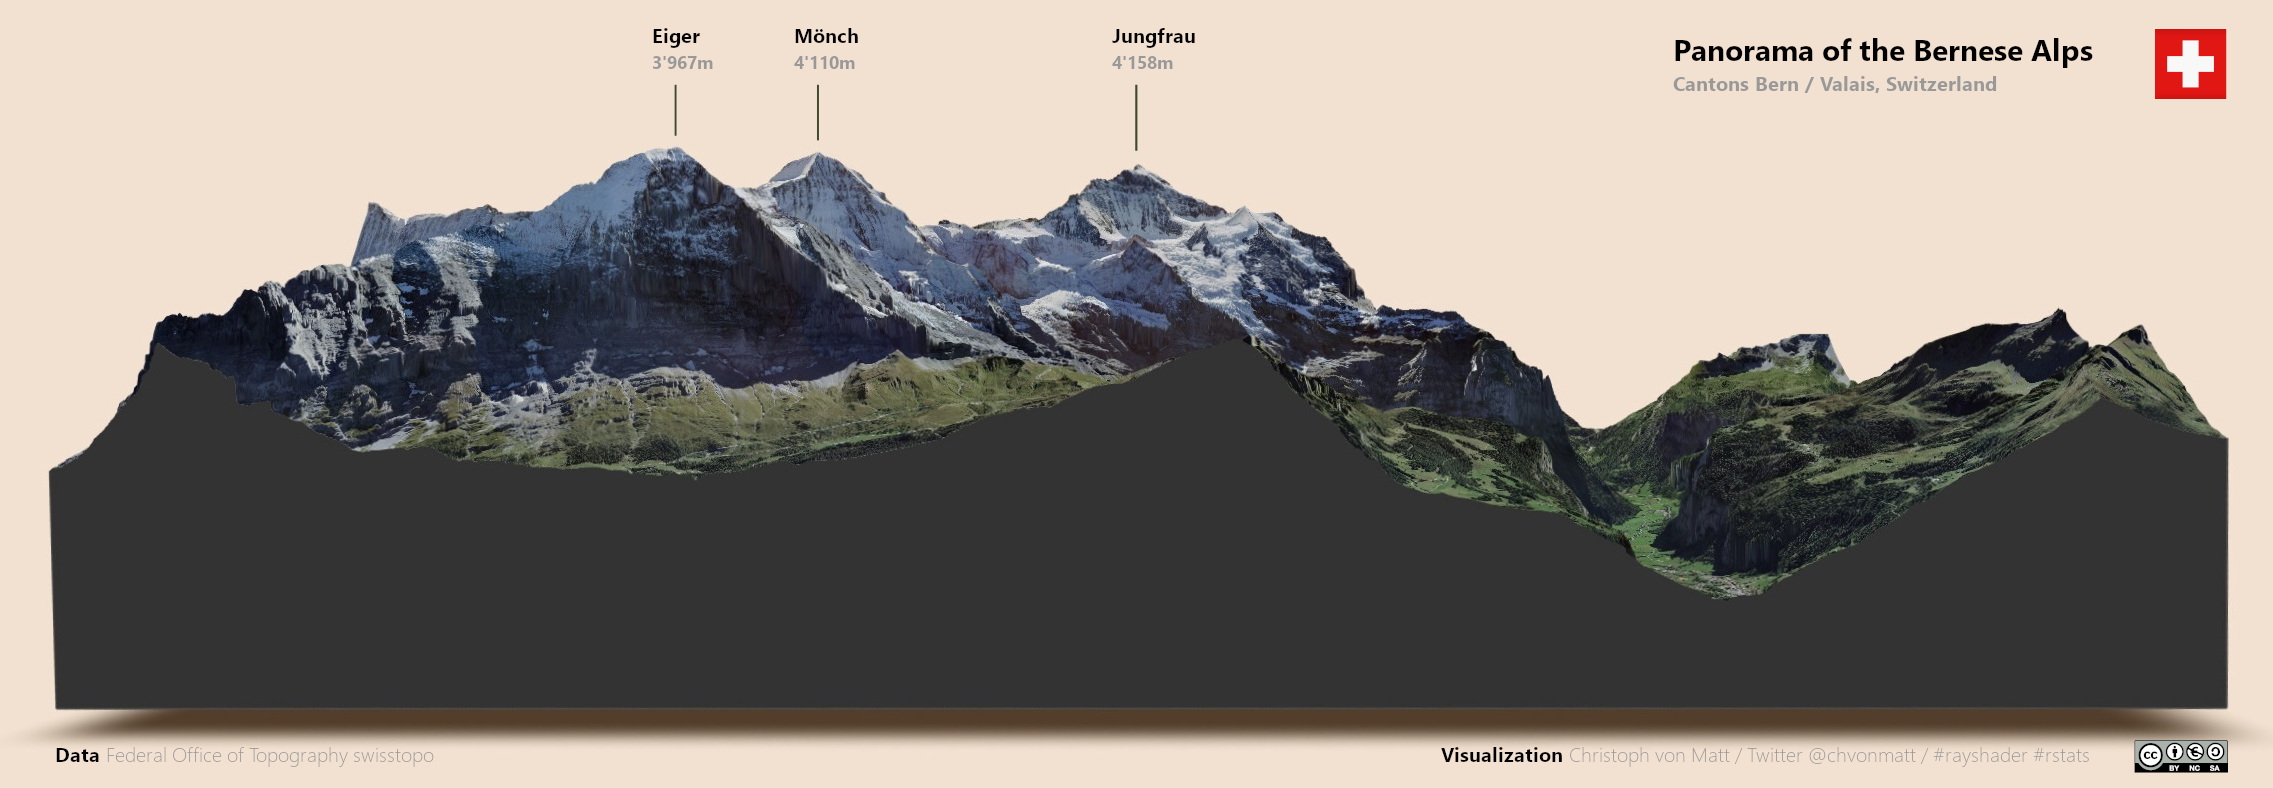 Eiger
3'967m
Mönch
4'110m
Jungfrau
4'158m
Panorama of the Bernese Alps
Cantons Bern / Valais, Switzerland
Data Federal Office of Topography swisstopo
Visualization Christoph von Matt / Twitter @chvonmatt / #rayshader #rstats
cc
BY NC SA